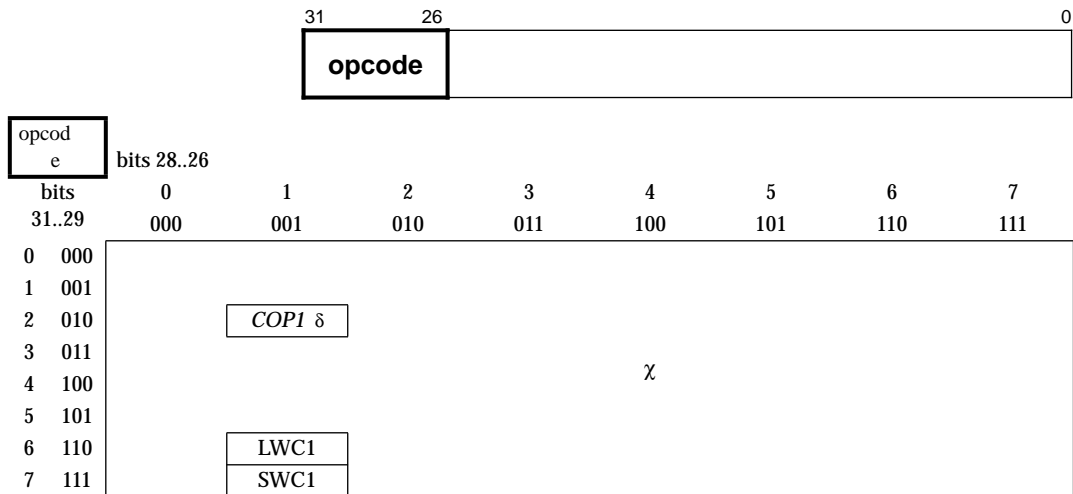 31 26 0
opcode
opcod
e bits 28..26
bits 0 1 2 3 4 5 6 7
31..29 000 001 010 011 100 101 110 111
0 000
1 001
2 010 COP1 δ
3 011
χ
4 100
5 101
6 110 LWC1
7 111 SWC1